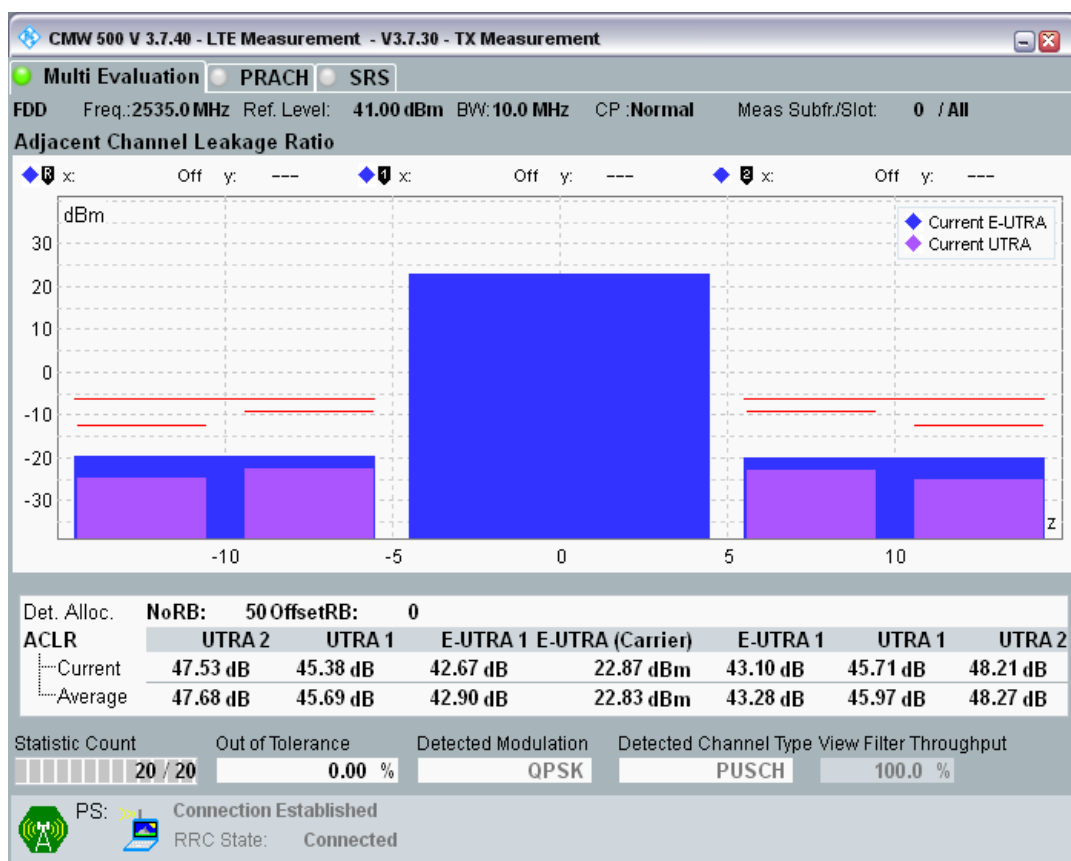 CMW 500 V 3.7.40 - LTE Measurement - V3.7.30 - TX Measurement
Multi Evaluation PRACH SRS
FDD Freq.:2535.0 MHz Ref. Level: 41.00 dBm BW: 10.0 MHz CP :Normal Meas Subfr./Slot: 0 / All
Adjacent Channel Leakage Ratio
R x: Off y: --- 1 x: Off y: --- 2 x: Off y: ---
dBm
Current E-UTRA
Current UTRA
30
20
10
0
-10
-20
-30
z
-10 -5 0 5 10
Det. Alloc. NoRB: 50 OffsetRB: 0
ACLR UTRA 2 UTRA 1 E-UTRA 1 E-UTRA (Carrier) E-UTRA 1 UTRA 1 UTRA 2
Current 47.53 dB 45.38 dB 42.67 dB 22.87 dBm 43.10 dB 45.71 dB 48.21 dB
Average 47.68 dB 45.69 dB 42.90 dB 22.83 dBm 43.28 dB 45.97 dB 48.27 dB
Statistic Count Out of Tolerance Detected Modulation Detected Channel Type View Filter Throughput
20 / 20 0.00 % QPSK PUSCH 100.0 %
PS: Connection Established
RRC State: Connected